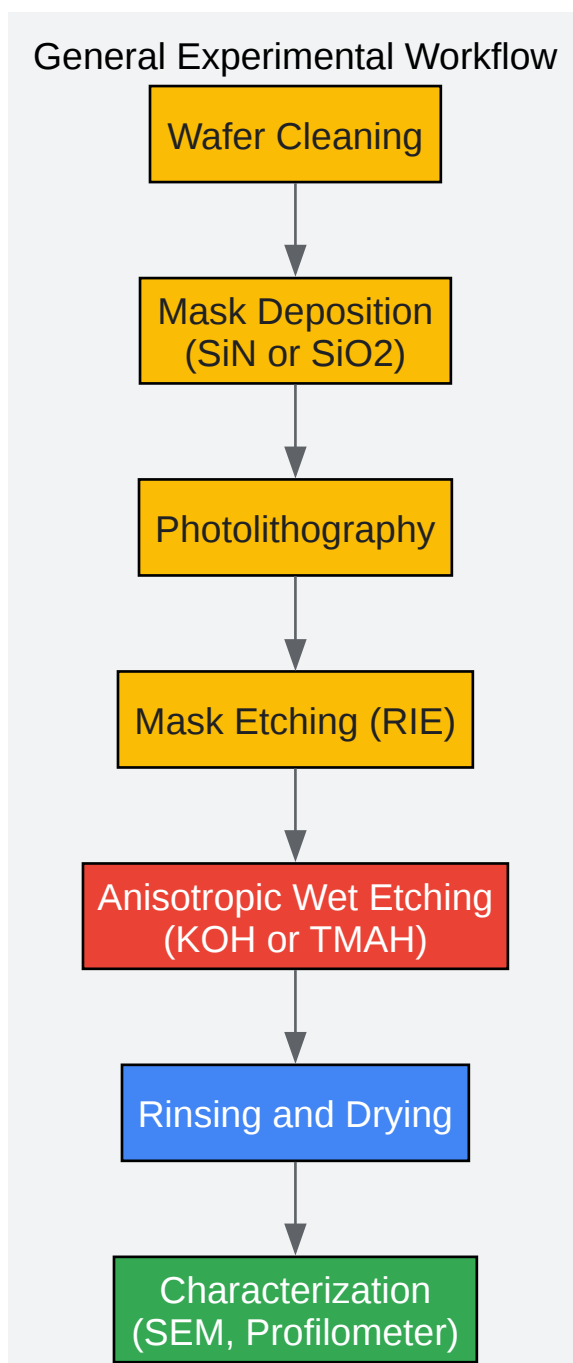 General Experimental Workflow
Wafer Cleaning
Mask Deposition
(SiN or SiO2)
Photolithography
Mask Etching (RIE)
Anisotropic Wet Etching
(KOH or TMAH)
Rinsing and Drying
Characterization
(SEM, Profilometer)